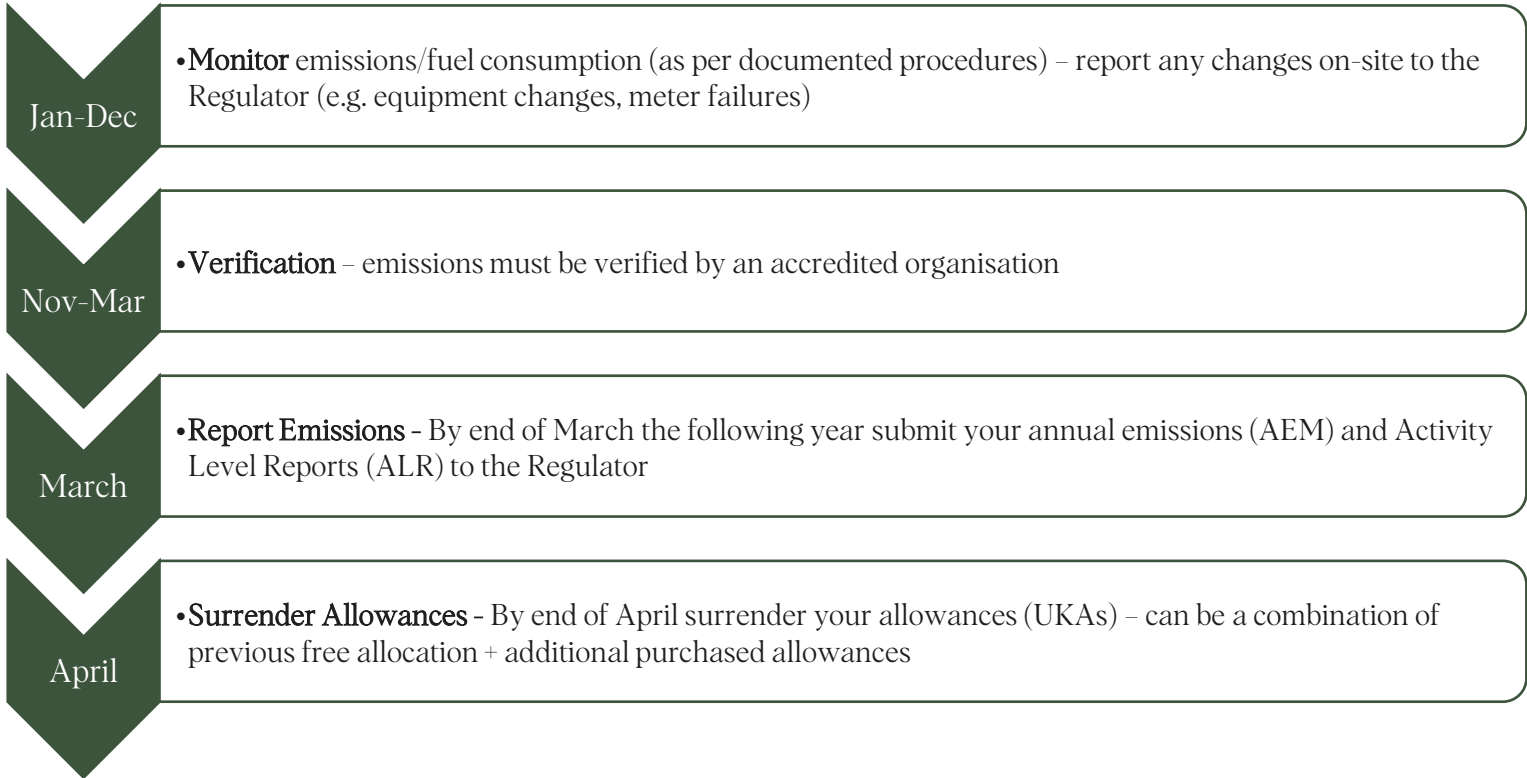 Jan-Dec
•Monitor emissions/fuel consumption (as per documented procedures) – report any changes on-site to the
Regulator (e.g. equipment changes, meter failures)
Nov-Mar
•Verification – emissions must be verified by an accredited organisation
March
•Report Emissions - By end of March the following year submit your annual emissions (AEM) and Activity
Level Reports (ALR) to the Regulator
April
•Surrender Allowances - By end of April surrender your allowances (UKAs) – can be a combination of
previous free allocation + additional purchased allowances